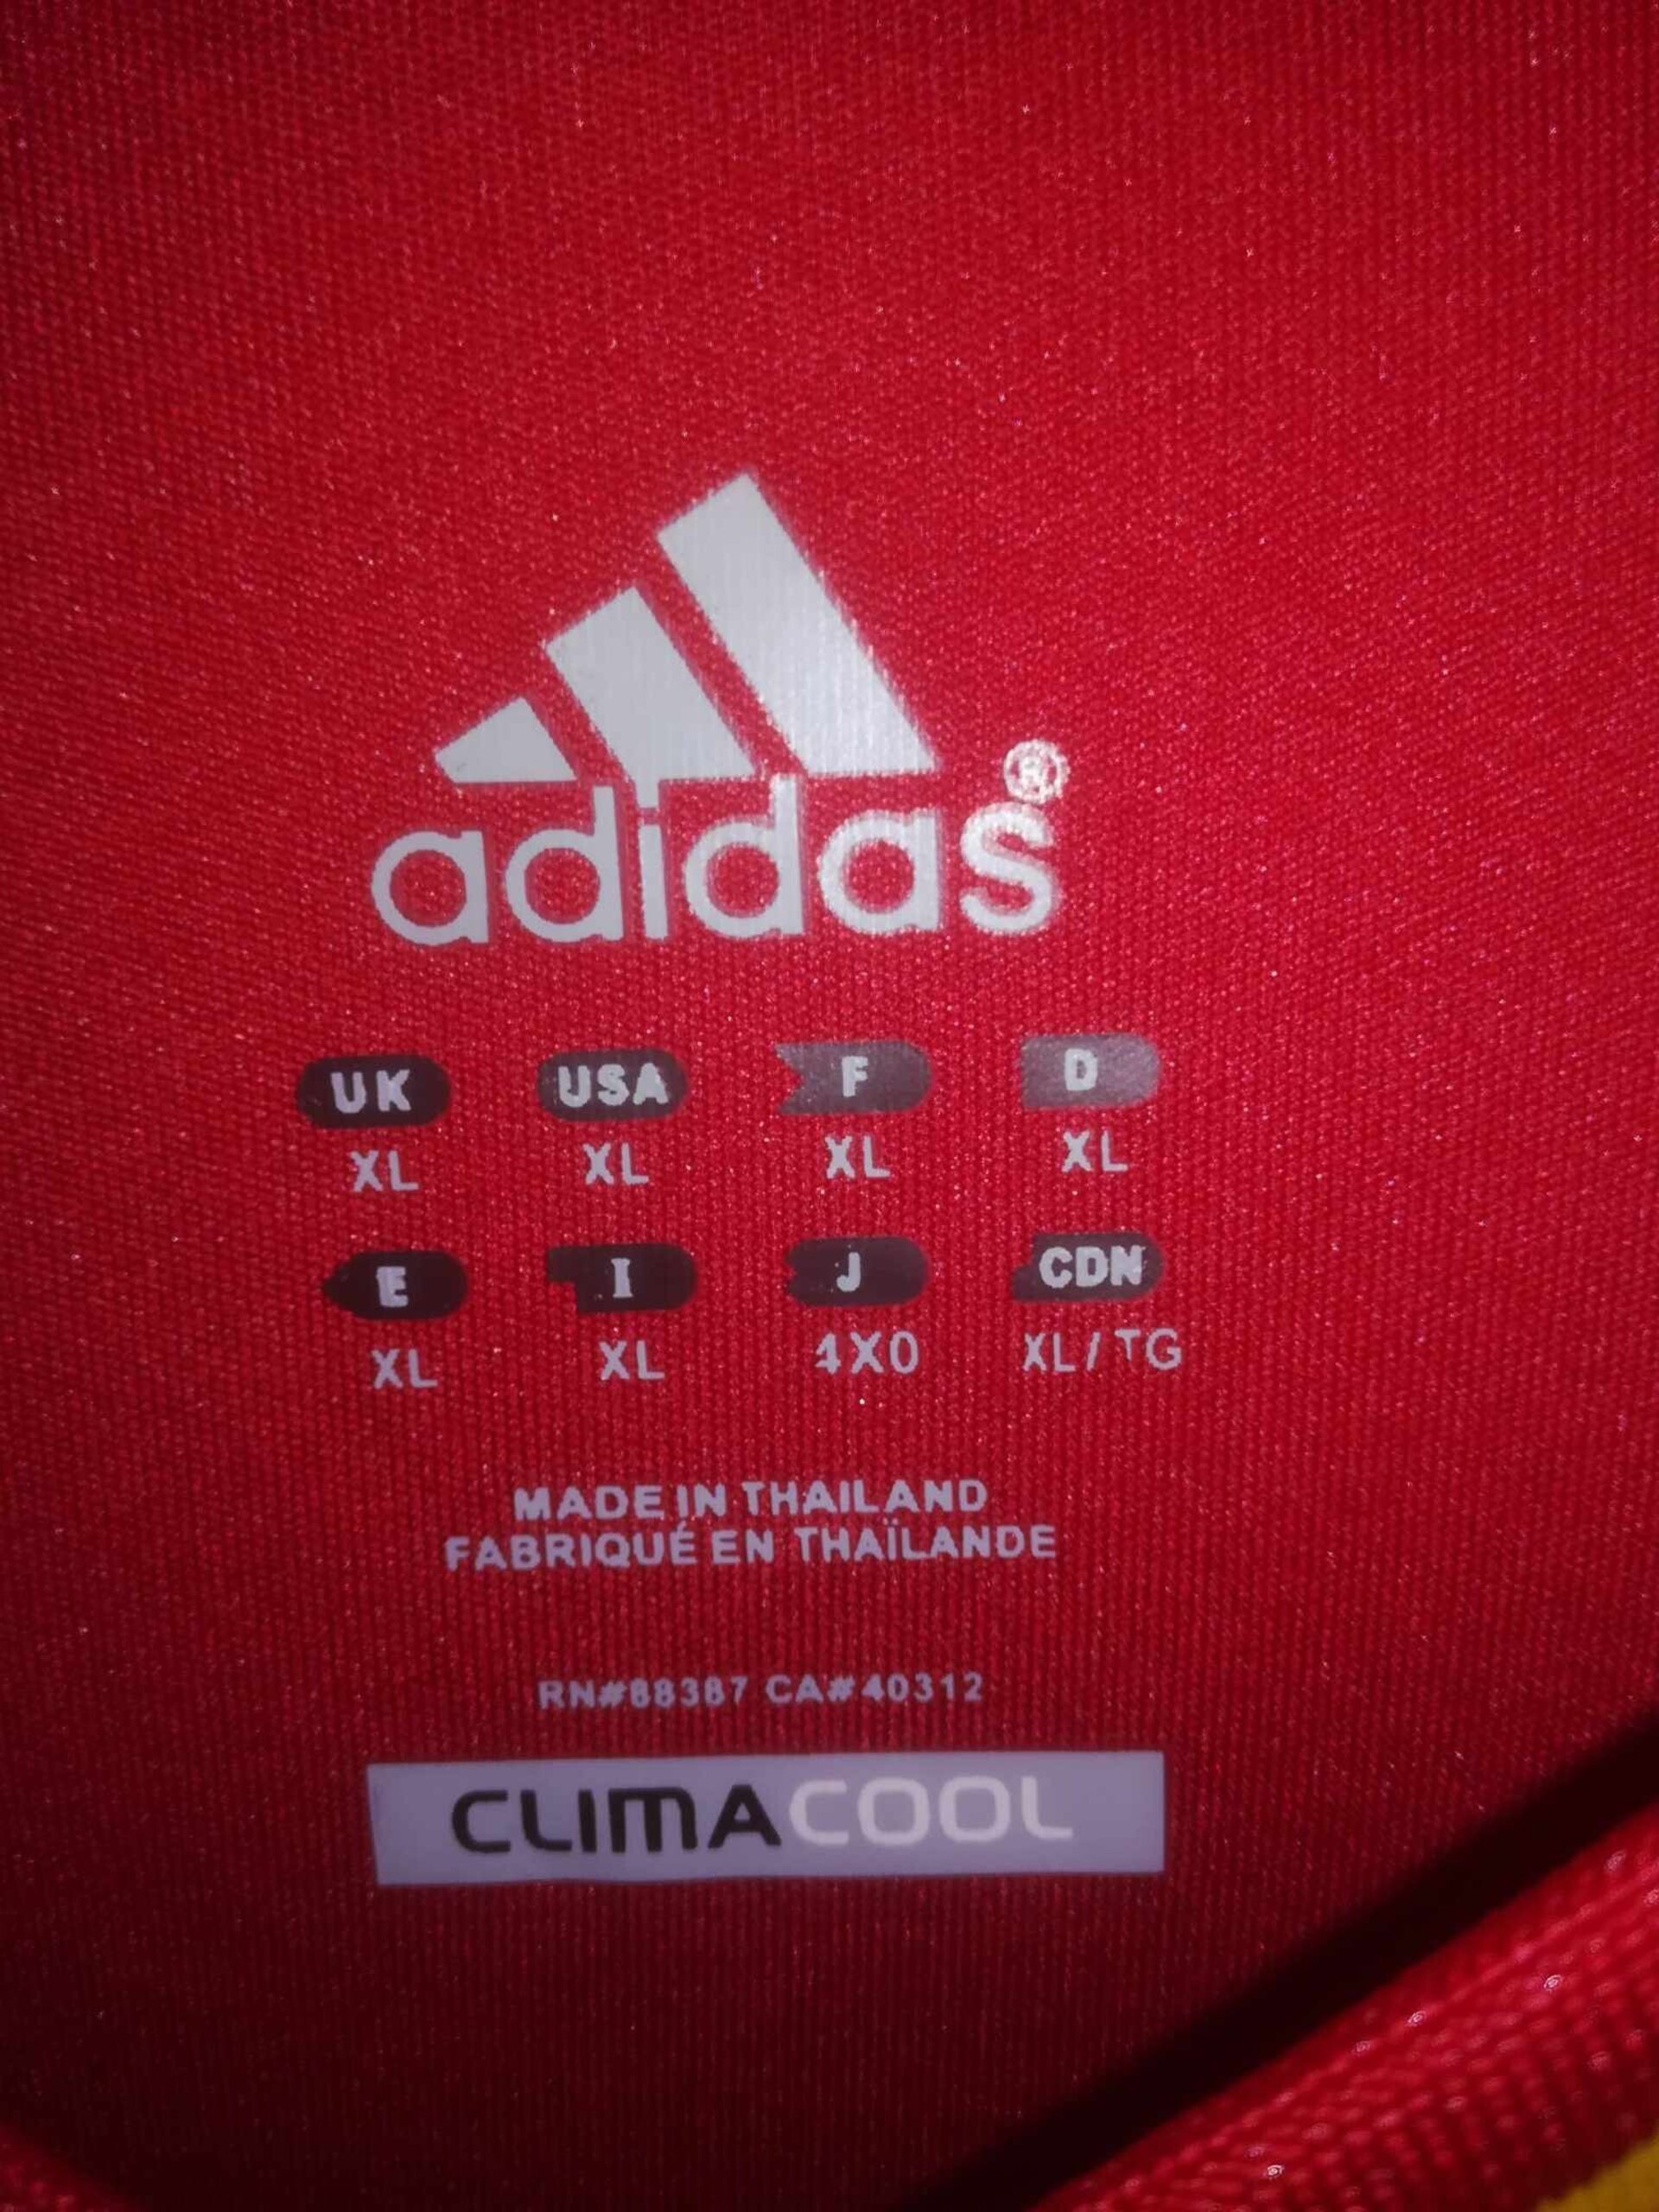 adidas®
UK USA F D
XL XL XL XL
E I J CDN
XL XL 4X0 XL/TG
MADE IN THAILAND
FABRIQUÉ EN THAÏLANDE
RN#88387 CA#40312
CLIMACOOL